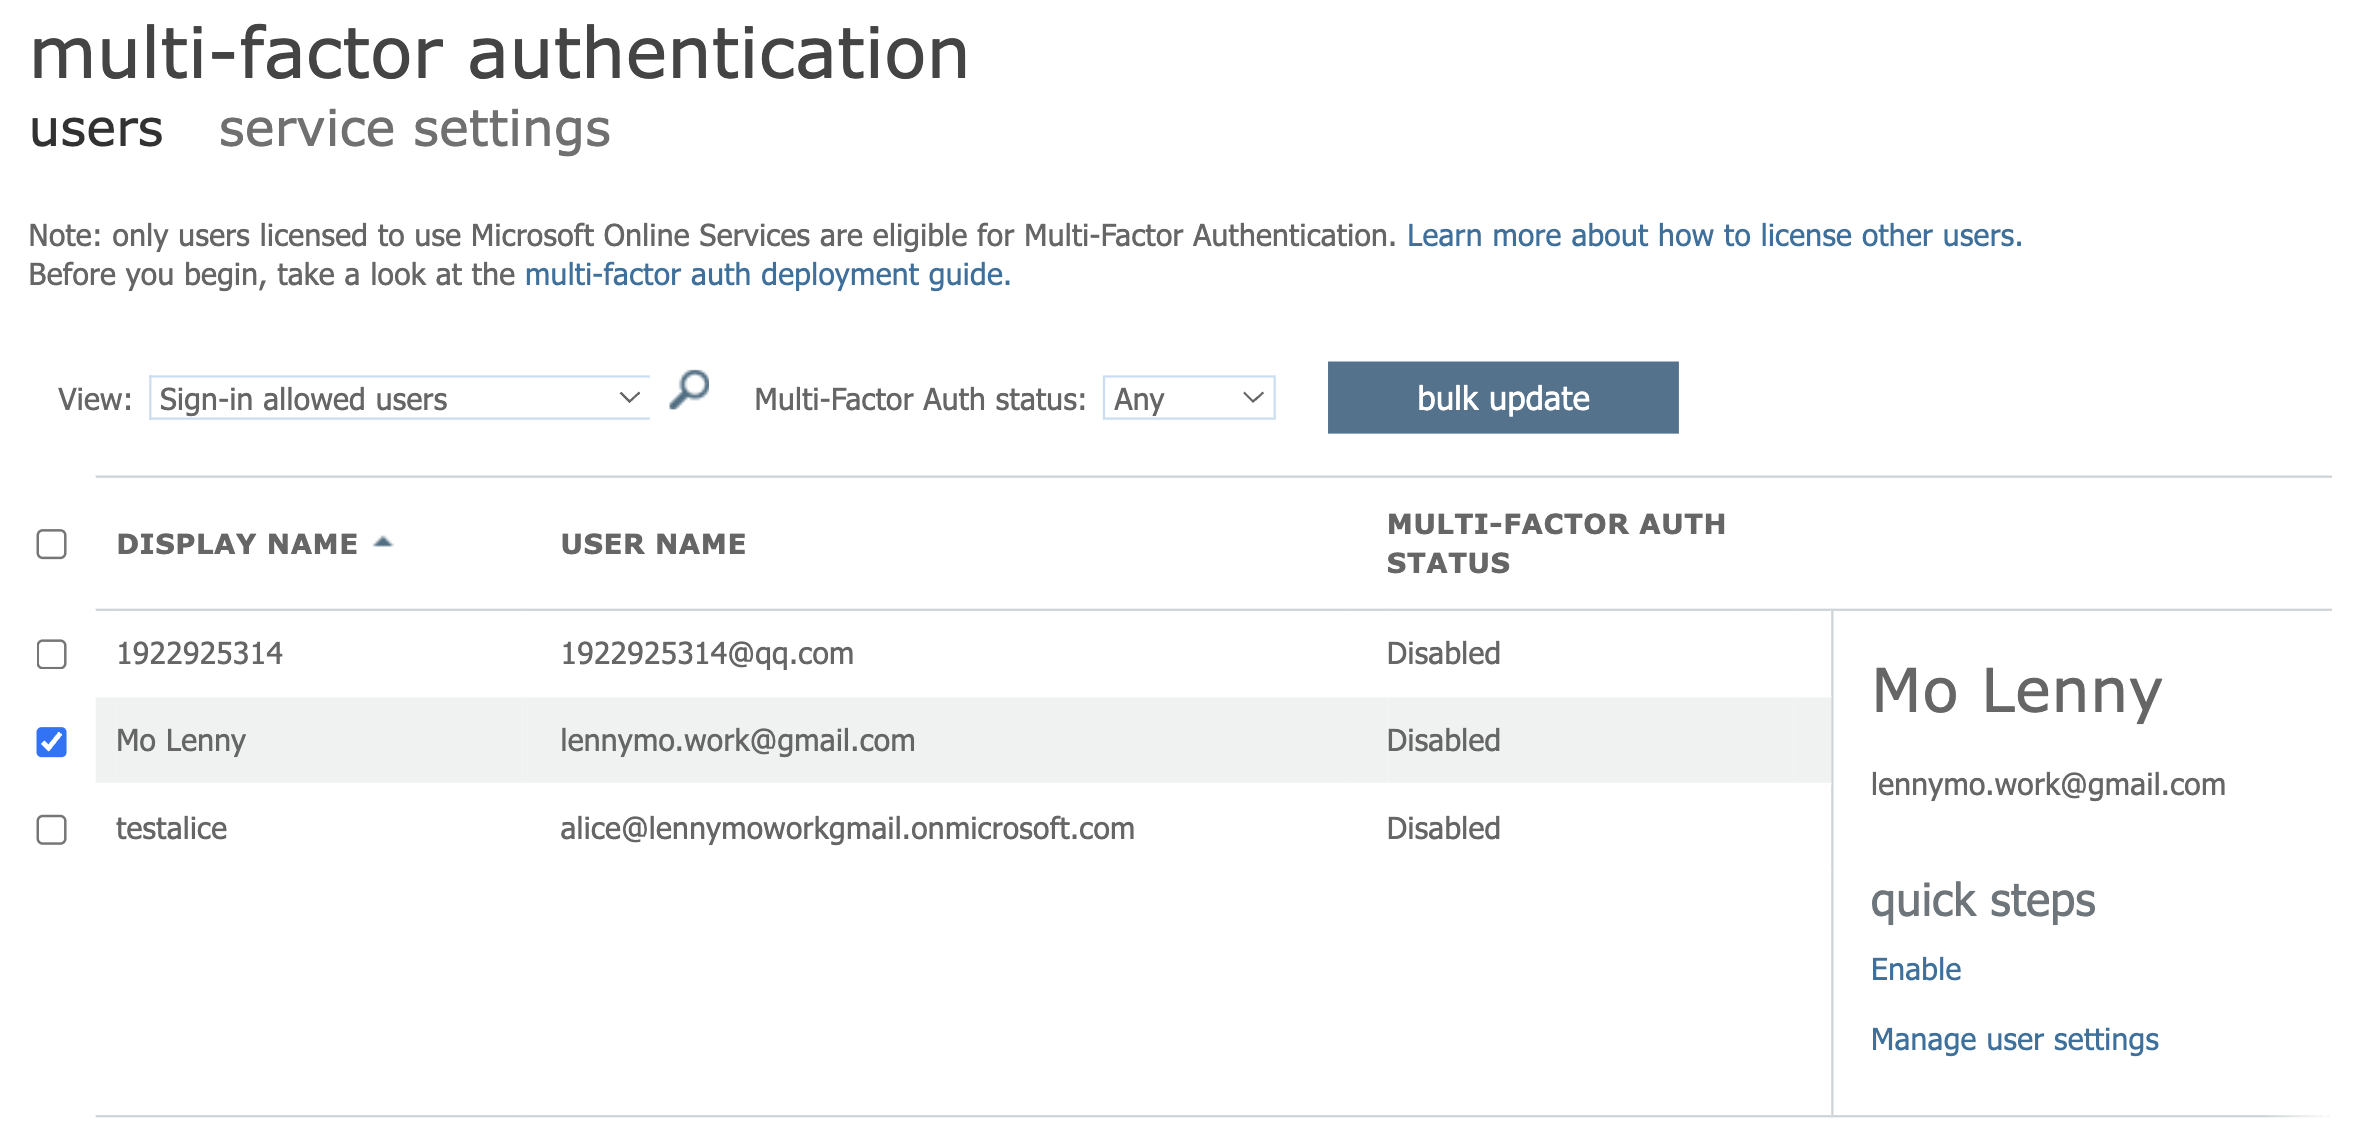 multi-factor authentication
users service settings
Note: only users licensed to use Microsoft Online Services are eligible for Multi-Factor Authentication. Learn more about how to license other users.
Before you begin, take a look at the multi-factor auth deployment guide.
View: Sign-in allowed users Multi-Factor Auth status: Any bulk update
DISPLAY NAME USER NAME MULTI-FACTOR AUTH
STATUS
1922925314 1922925314@qq.com Disabled
Mo Lenny lennymo.work@gmail.com Disabled
testalice alice@lennymoworkgmail.onmicrosoft.com Disabled
Mo Lenny
lennymo.work@gmail.com
quick steps
Enable
Manage user settings